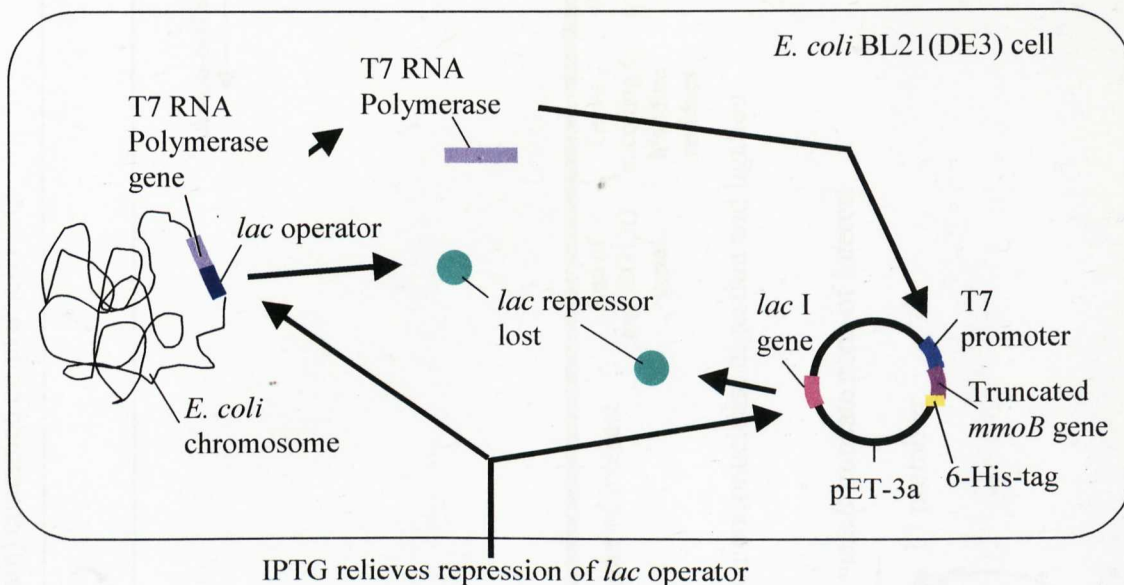 E. coli BL21(DE3) cell
T7 RNA
Polymerase
T7 RNA
Polymerase
gene
lac operator
lac repressor
lost
lac I
gene
T7
promoter
Truncated
mmoB gene
6-His-tag
pET-3a
E. coli
chromosome
IPTG relieves repression of lac operator